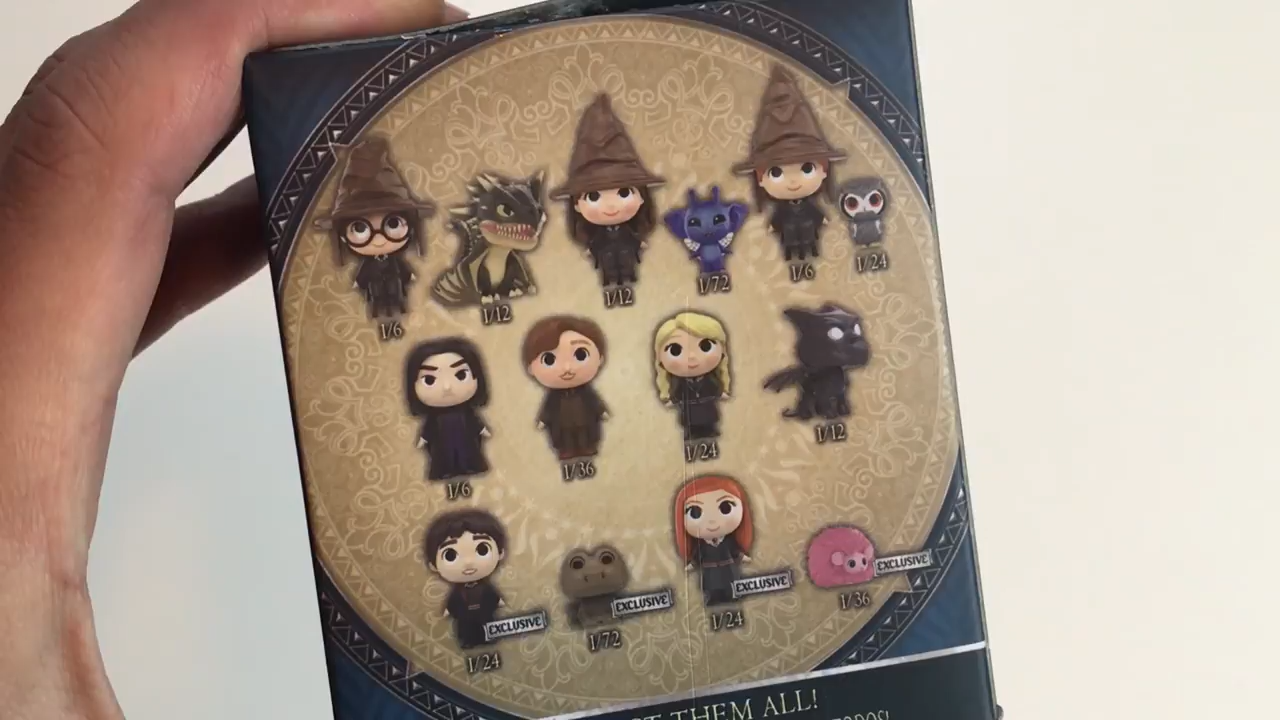 1/6
1/12
1/12
1/72
1/6
1/24
1/6
1/36
1/24
1/12
EXCLUSIVE
1/24
EXCLUSIVE
1/72
EXCLUSIVE
1/24
EXCLUSIVE
1/36
THEM ALL!